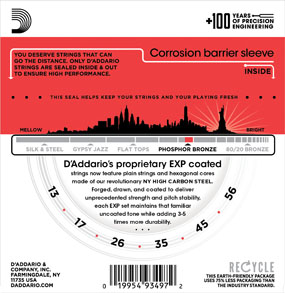 +100 YEARS OF PRECISION ENGINEERING
YOU DESERVE STRINGS THAT CAN
GO THE DISTANCE. ONLY D'ADDARIO
STRINGS ARE SEALED INSIDE & OUT
TO ENSURE HIGH PERFORMANCE.
Corrosion barrier sleeve
INSIDE
THIS SEAL HELPS KEEP YOUR STRINGS AND YOUR PLAYING FRESH
MELLOW
BRIGHT
SILK & STEEL
GYPSY JAZZ
FLAT TOPS
PHOSPHOR BRONZE
80/20 BRONZE
D'Addario's proprietary EXP coated
strings now feature plain strings and hexagonal cores
made of our revolutionary NY HIGH CARBON STEEL.
Forged, drawn, and coated to deliver
unprecedented strength and pitch stability,
each EXP set maintains that familiar
uncoated tone while adding 3-5
times more durability.
13
17
26
35
45
56
D'ADDARIO &
COMPANY, INC.
FARMINGDALE, NY
11735 USA
DADDARIO.COM
0 19954 93497 2
RECYCLE
THIS EARTH-FRIENDLY PACKAGE
USES 75% LESS PACKAGING THAN
THE INDUSTRY STANDARD.